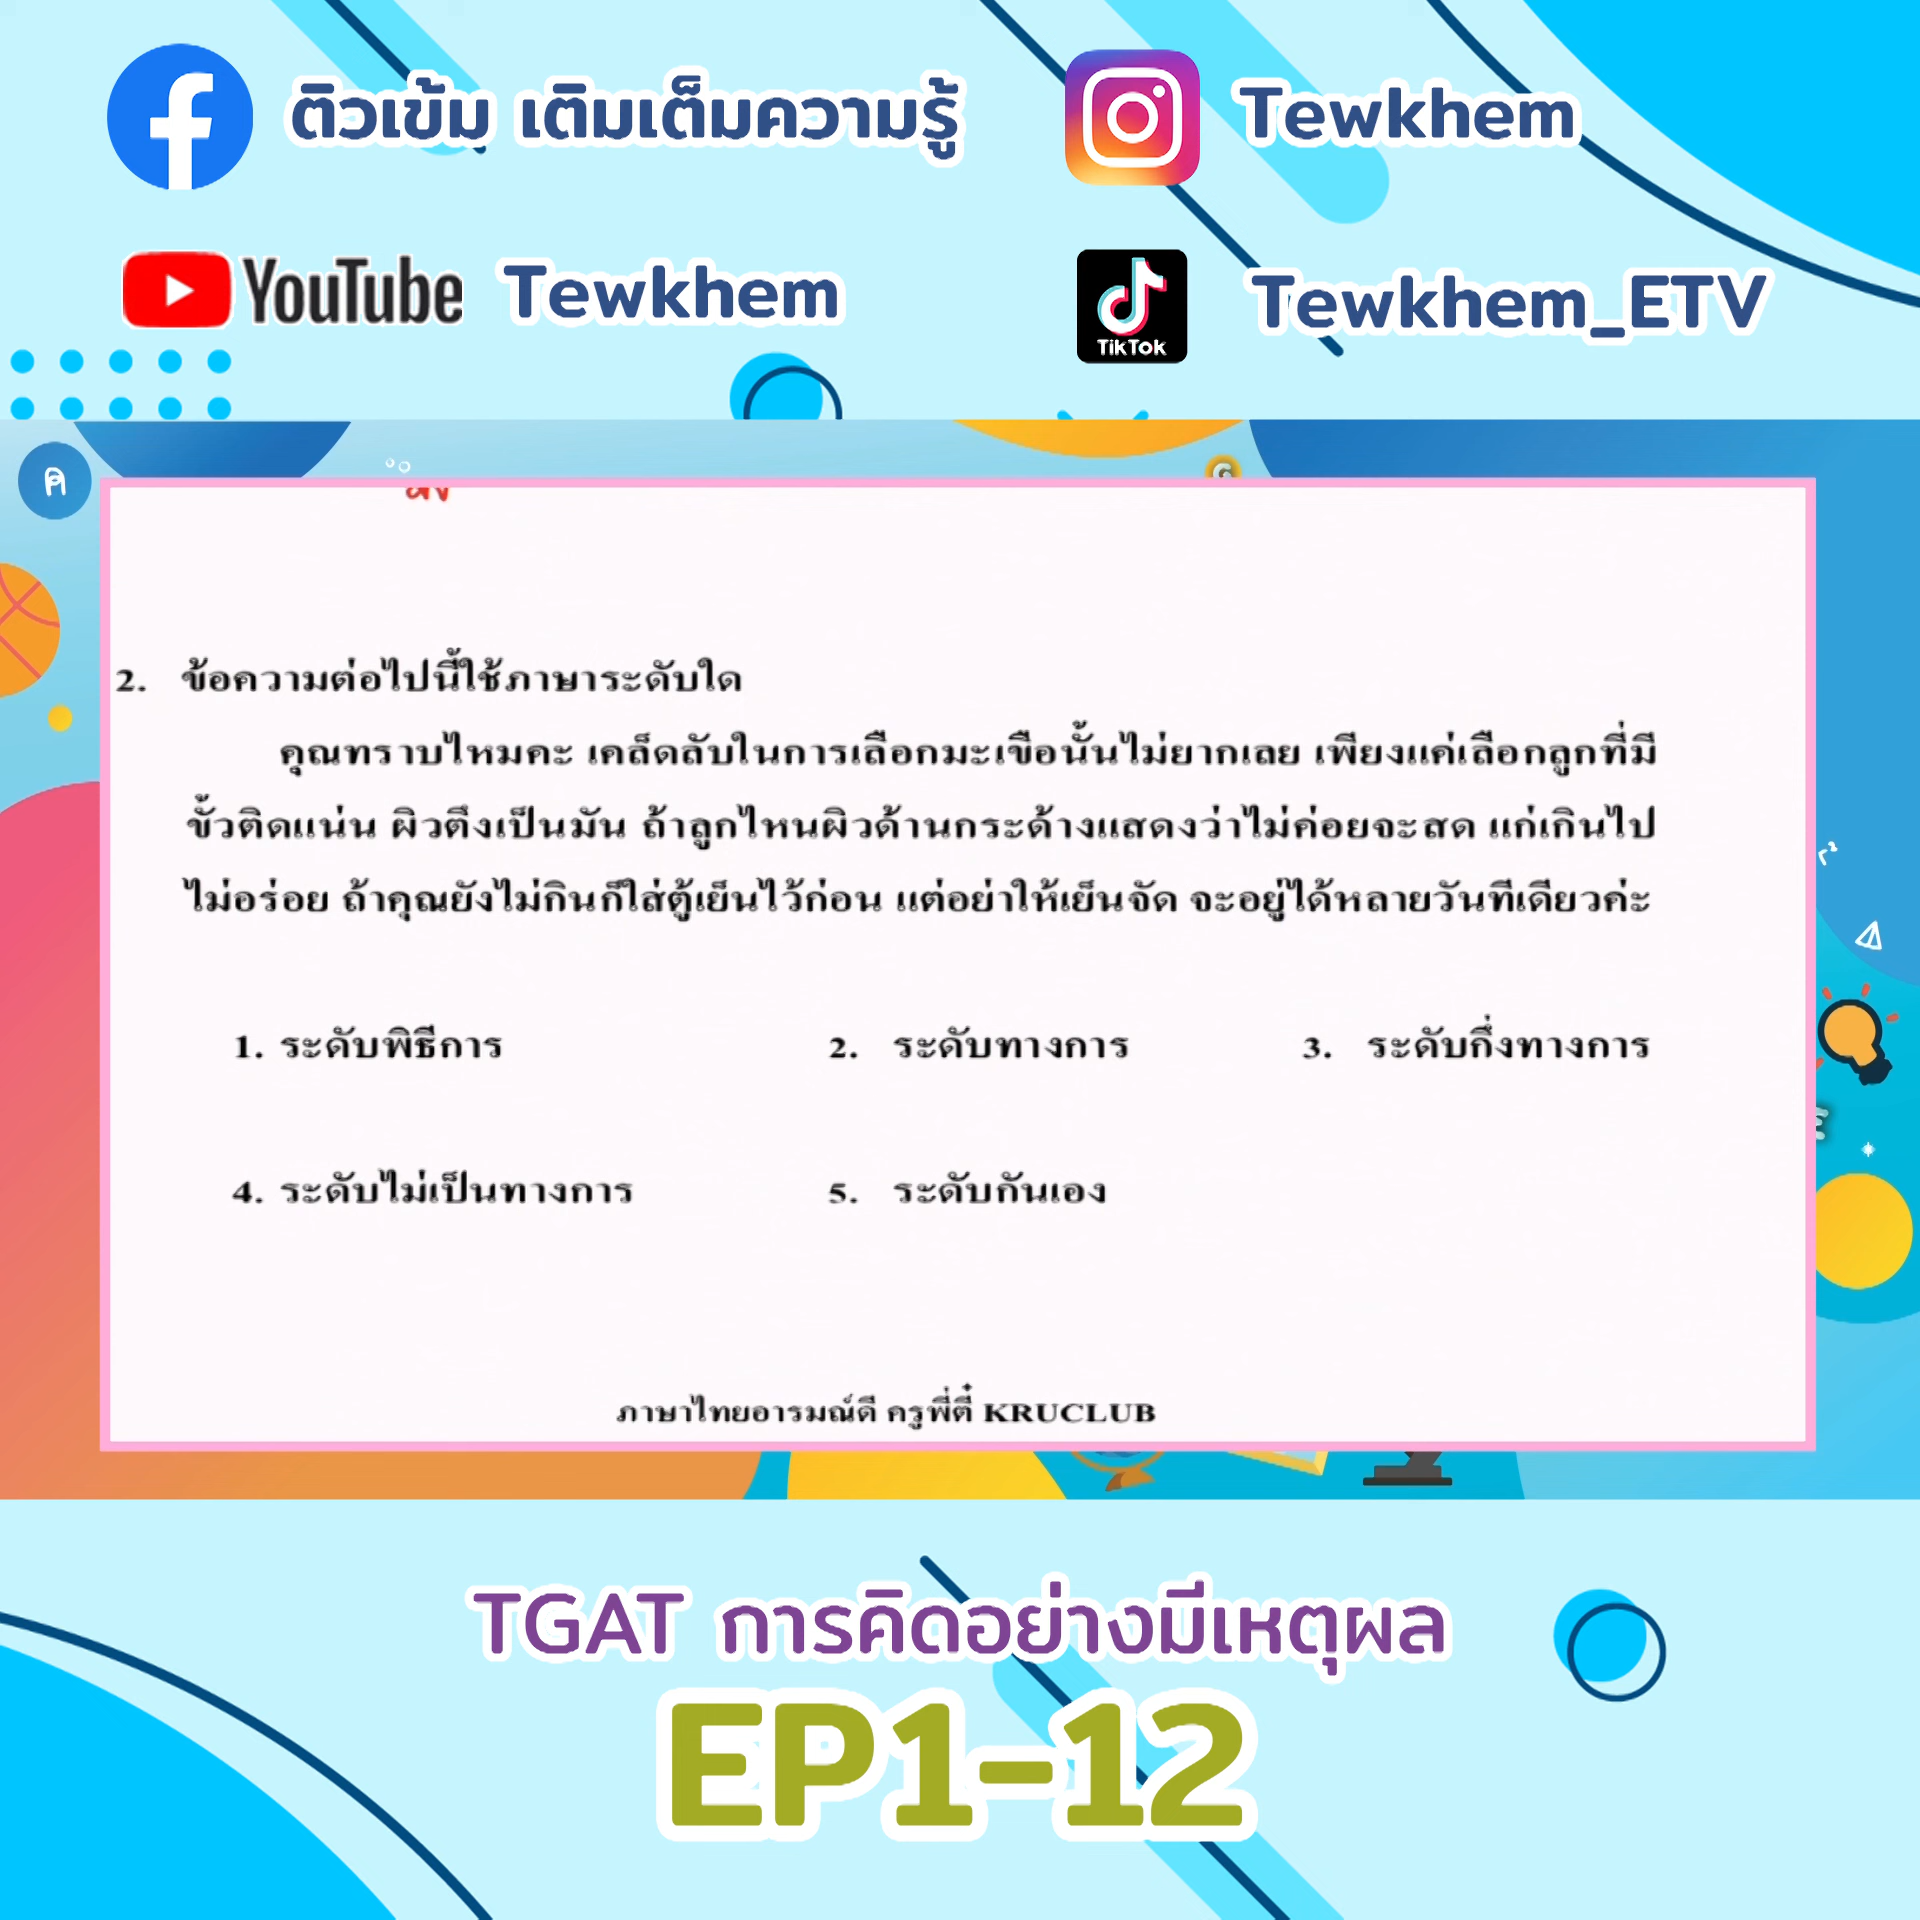 ติวเข้ม เติมเต็มความรู้
Tewkhem
YouTube Tewkhem
TikTok
Tewkhem_ETV
ค
2. ข้อความต่อไปนี้ใช้ภาษาระดับใด
คุณทราบไหมคะ เคล็ดลับในการเลือกมะเขือนั้นไม่ยากเลย เพียงแค่เลือกลูกที่มี
ขั้วติดแน่น ผิวตึงเป็นมัน ถ้าลูกไหนผิวด้านกระด้างแสดงว่าไม่ค่อยจะสด แก่เกินไป
ไม่อร่อย ถ้าคุณยังไม่กินก็ใส่ตู้เย็นไว้ก่อน แต่อย่าให้เย็นจัด จะอยู่ได้หลายวันทีเดียวค่ะ
1. ระดับพิธีการ 2. ระดับทางการ 3. ระดับกึ่งทางการ
4. ระดับไม่เป็นทางการ 5. ระดับกันเอง
ภาษาไทยอารมณ์ดี ครูพี่ตี่ KRUCLUB
TGAT การคิดอย่างมีเหตุผล
EP1-12